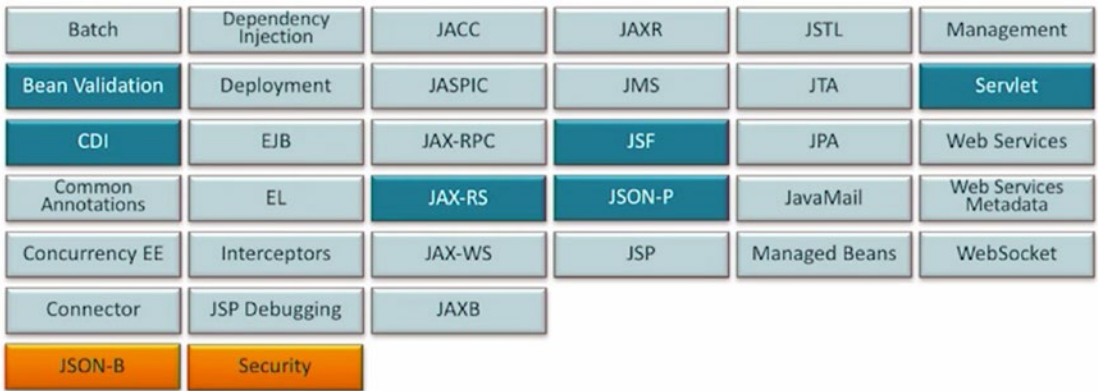 Batch
Dependency
Injection
JACC
JAXR
JSTL
Management
Bean Validation
Deployment
JASPIC
JMS
JTA
Servlet
CDI
EJB
JAX-RPC
JSF
JPA
Web Services
Common
Annotations
EL
JAX-RS
JSON-P
JavaMail
Web Services
Metadata
Concurrency EE
Interceptors
JAX-WS
JSP
Managed Beans
WebSocket
Connector
JSP Debugging
JAXB
JSON-B
Security